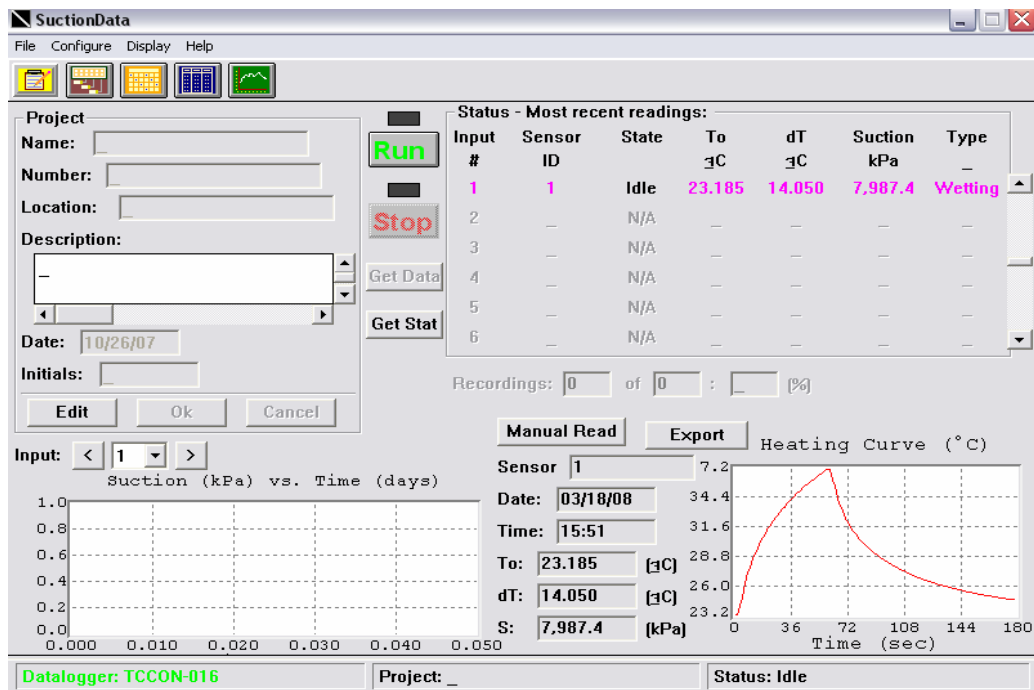 SuctionData
File Configure Display Help
Project
Name: _
Number: _
Location: _
Description:
_
Date: 10/26/07
Initials: _
Edit Ok Cancel
Run
Stop
Get Data
Get Stat
Status - Most recent readings:
Input Sensor State To dT Suction Type
# ID ƎC ƎC kPa _
1 1 Idle 23.185 14.050 7,987.4 Wetting
2 _ N/A _ _ _ _
3 _ N/A _ _ _ _
4 _ N/A _ _ _ _
5 _ N/A _ _ _ _
6 _ N/A _ _ _ _
Recordings: 0 of 0 : _ (%)
Input: < 1 >
Suction (kPa) vs. Time (days)
1.0
0.8
0.6
0.4
0.2
0.0
0.000 0.010 0.020 0.030 0.040 0.050
Manual Read Export
Sensor 1
Date: 03/18/08
Time: 15:51
To: 23.185 (ƎC)
dT: 14.050 (ƎC)
S: 7,987.4 (kPa)
Heating Curve (°C)
7.2
34.4
31.6
28.8
26.0
23.2
0 36 72 108 144 180
Time (sec)
Datalogger: TCCON-016 Project: _ Status: Idle